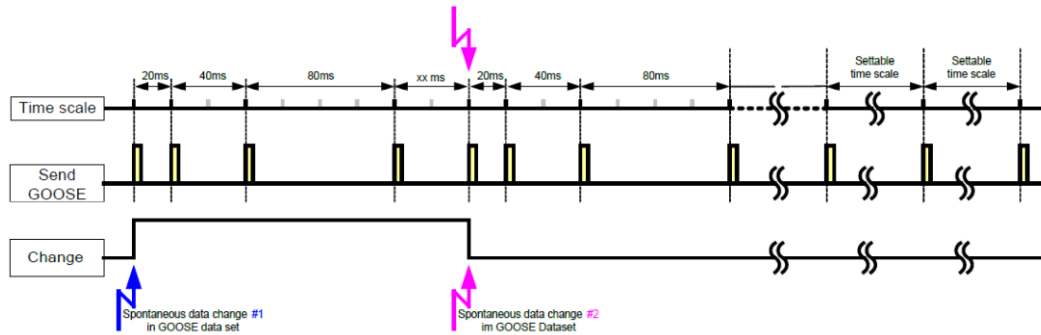 20ms
40ms
80ms
xx ms
20ms
40ms
80ms
Settable
time scale
Settable
time scale
Time scale
Send
GOOSE
Change
Spontaneous data change #1
in GOOSE data set
Spontaneous data change #2
im GOOSE Dataset